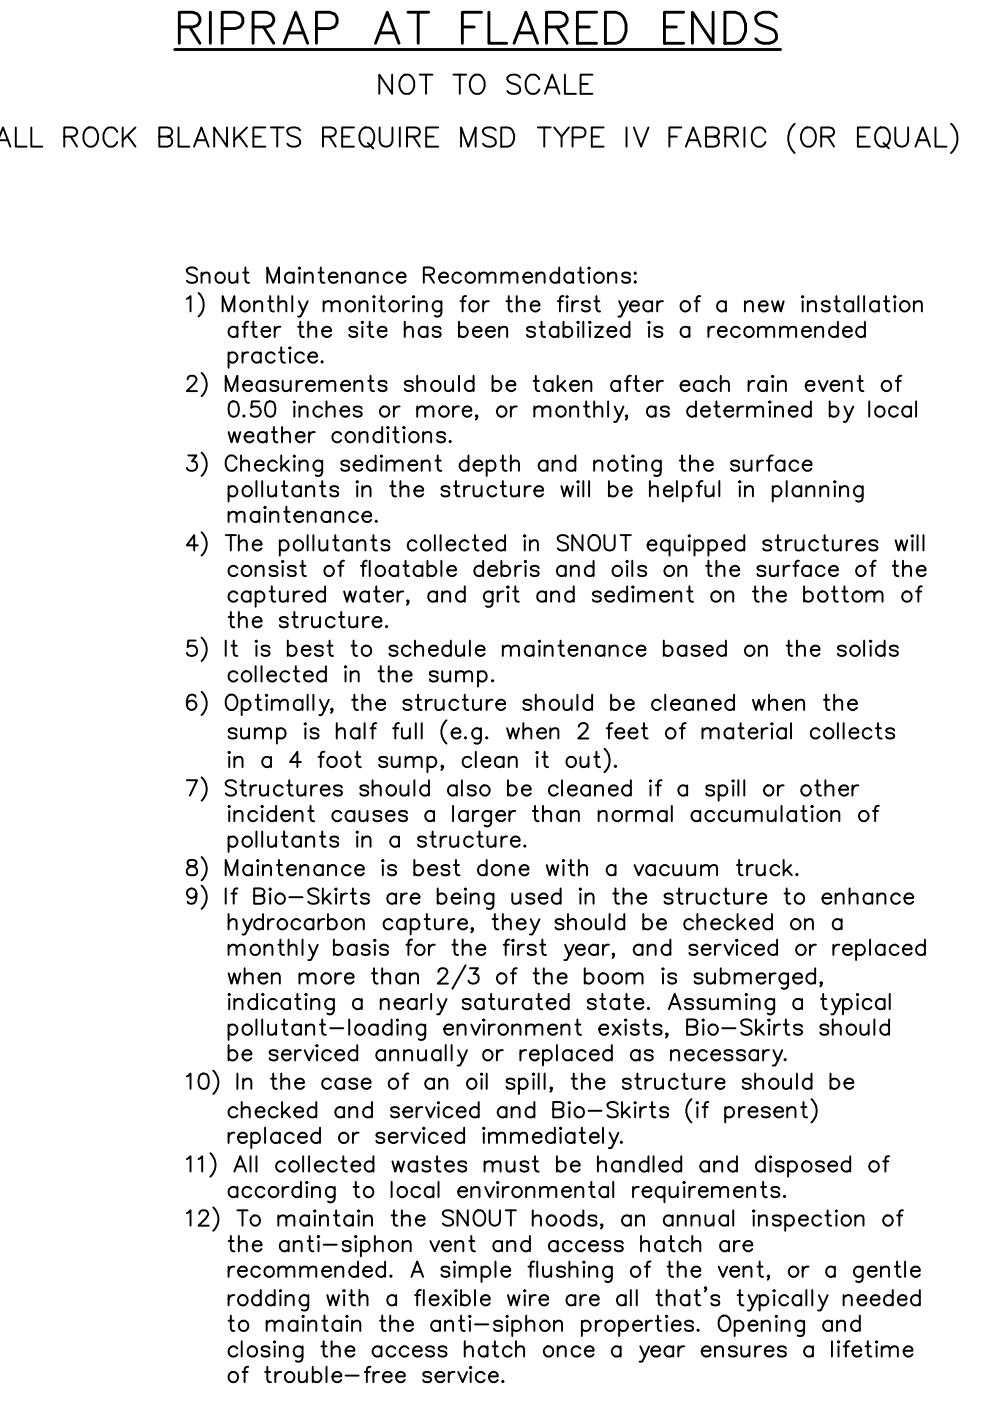 RIPRAP AT FLARED ENDS
NOT TO SCALE
ALL ROCK BLANKETS REQUIRE MSD TYPE IV FABRIC (OR EQUAL)
Snout Maintenance Recommendations:
1) Monthly monitoring for the first year of a new installation
after the site has been stabilized is a recommended
practice.
2) Measurements should be taken after each rain event of
0.50 inches or more, or monthly, as determined by local
weather conditions.
3) Checking sediment depth and noting the surface
pollutants in the structure will be helpful in planning
maintenance.
4) The pollutants collected in SNOUT equipped structures will
consist of floatable debris and oils on the surface of the
captured water, and grit and sediment on the bottom of
the structure.
5) It is best to schedule maintenance based on the solids
collected in the sump.
6) Optimally, the structure should be cleaned when the
sump is half full (e.g. when 2 feet of material collects
in a 4 foot sump, clean it out).
7) Structures should also be cleaned if a spill or other
incident causes a larger than normal accumulation of
pollutants in a structure.
8) Maintenance is best done with a vacuum truck.
9) If Bio-Skirts are being used in the structure to enhance
hydrocarbon capture, they should be checked on a
monthly basis for the first year, and serviced or replaced
when more than 2/3 of the boom is submerged,
indicating a nearly saturated state. Assuming a typical
pollutant-loading environment exists, Bio-Skirts should
be serviced annually or replaced as necessary.
10) In the case of an oil spill, the structure should be
checked and serviced and Bio-Skirts (if present)
replaced or serviced immediately.
11) All collected wastes must be handled and disposed of
according to local environmental requirements.
12) To maintain the SNOUT hoods, an annual inspection of
the anti-siphon vent and access hatch are
recommended. A simple flushing of the vent, or a gentle
rodding with a flexible wire are all that's typically needed
to maintain the anti-siphon properties. Opening and
closing the access hatch once a year ensures a lifetime
of trouble-free service.